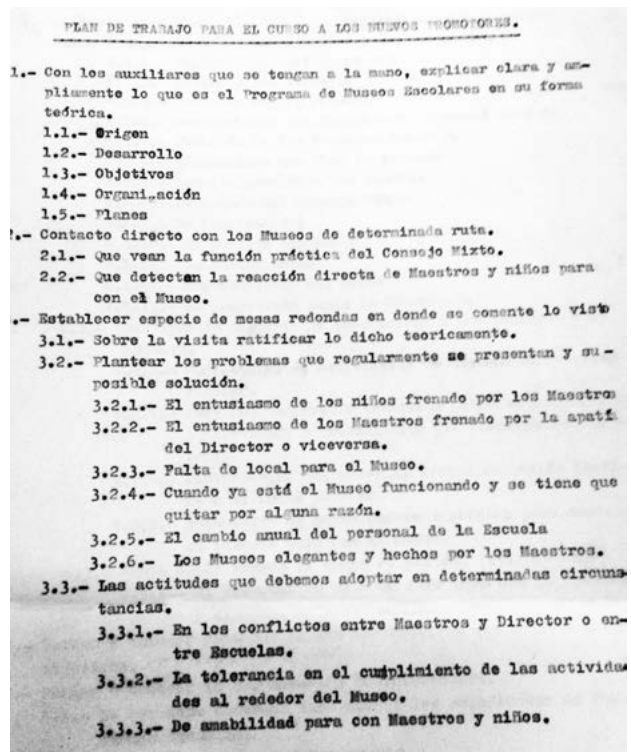 PLAN DE TRABAJO PARA EL CURSO A LOS NUEVOS PROMOTORES.
1.- Con los auxiliares que se tengan a la mano, explicar clara y am-
pliamente lo que es el Programa de Museos Escolares en su forma
teórica.
1.1.- Origen
1.2.- Desarrollo
1.3.- Objetivos
1.4.- Organi,ación
1.5.- Planes
.- Contacto directo con los Museos de determinada ruta.
2.1.- Que vean la función práctica del Consejo Mixto.
2.2.- Que detecten la reacción directa de Maestros y niños para
con el Museo.
.- Establecer especie de mesas redondas en donde se comente lo visto
3.1.- Sobre la visita ratificar lo dicho teoricamente.
3.2.- Plantear los problemas que regularmente se presentan y su-
posible solución.
3.2.1.- El entusiasmo de los niños frenado por los Maestros
3.2.2.- El entusiasmo de los Maestros frenado por la apatía
del Director o viceversa.
3.2.3.- Falta de local para el Museo.
3.2.4.- Cuando ya está el Museo funcionando y se tiene que
quitar por alguna razón.
3.2.5.- El cambio anual del personal de la Escuela
3.2.6.- Los Museos elegantes y hechos por los Maestros.
3.3.- Las actitudes que debemos adoptar en determinadas circuns-
tancias.
3.3.1.- En los conflictos entre Maestros y Director o en-
tre Escuelas.
3.3.2.- La tolerancia en el cumplimiento de las activida-
des al rededor del Museo.
3.3.3.- De amabilidad para con Maestros y niños.